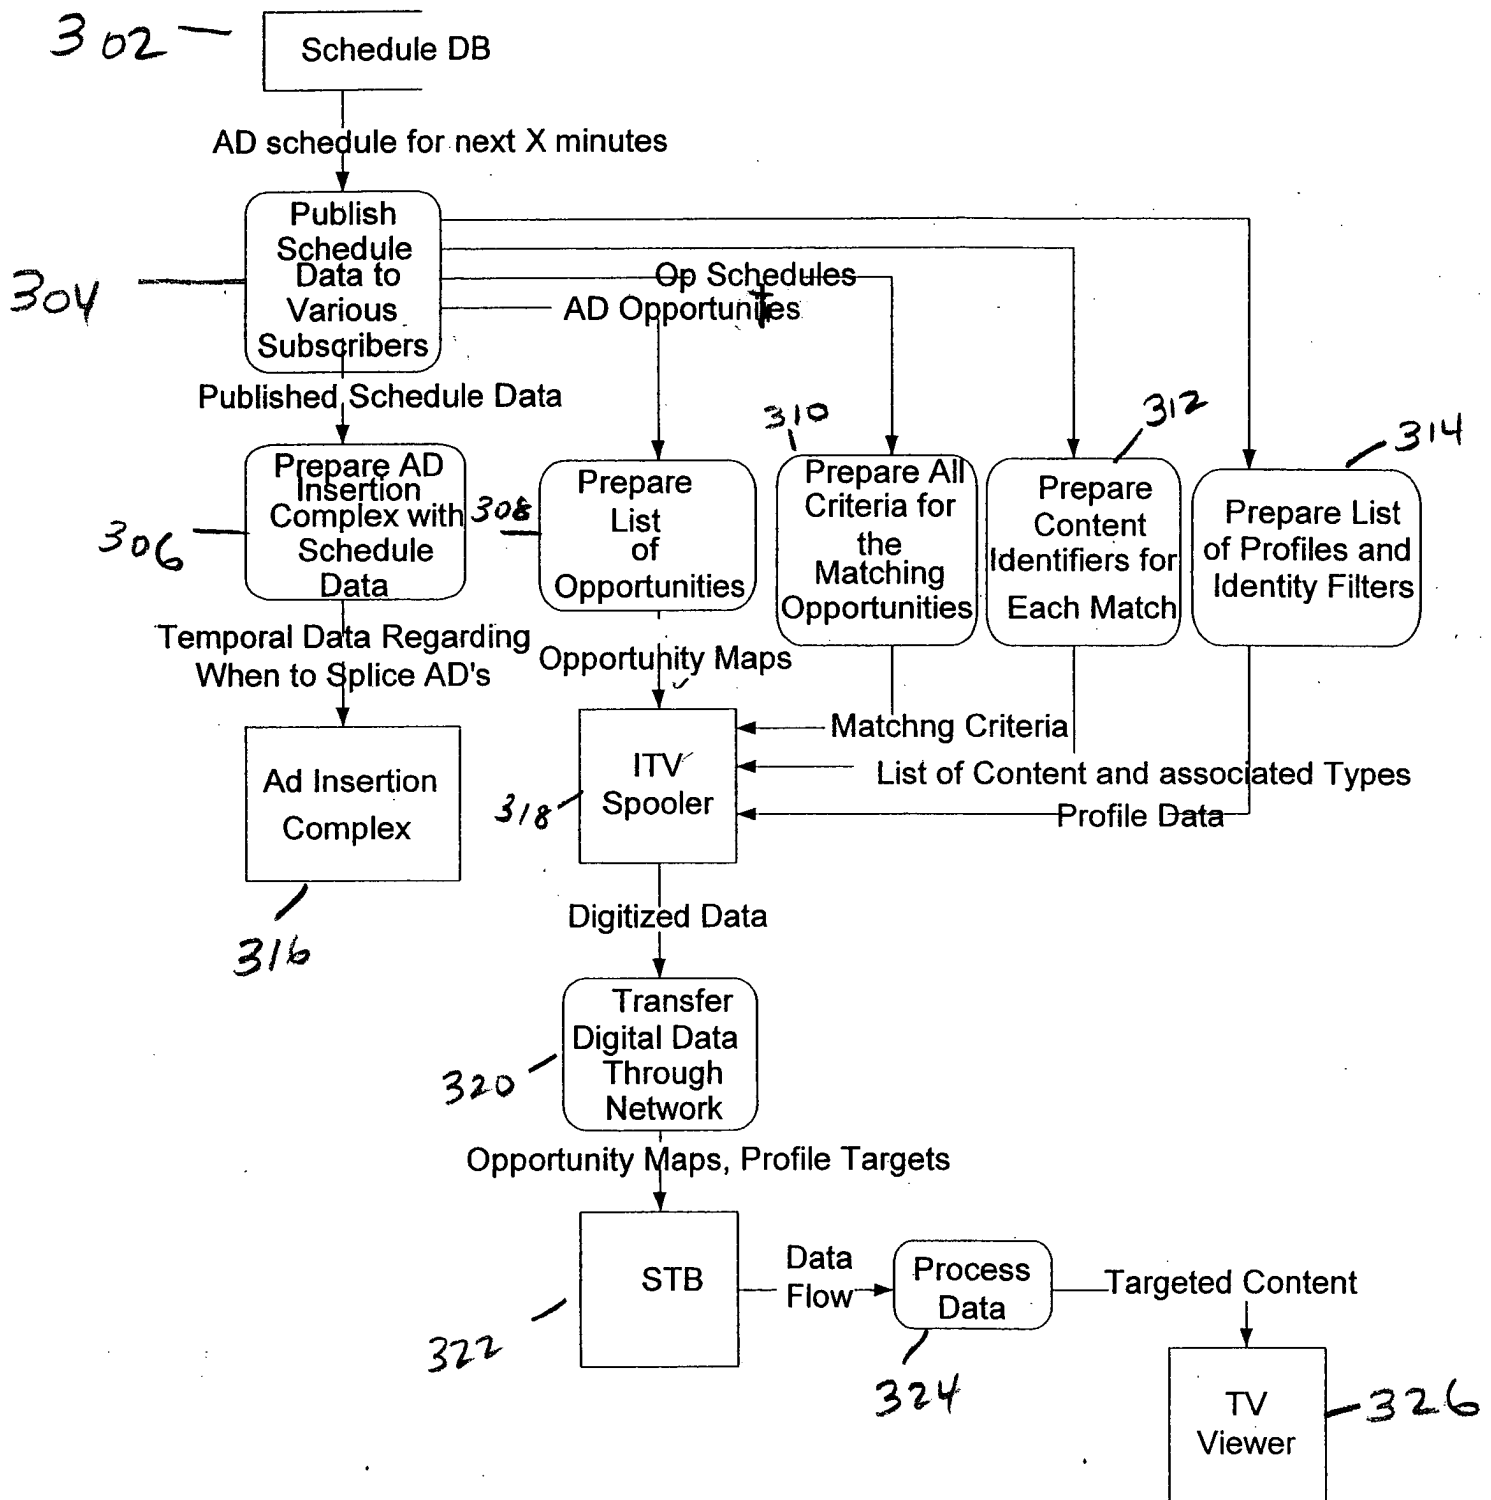 302
Schedule DB
AD schedule for next X minutes
304
Publish
Schedule
Data to
Various
Subscribers
Op Schedules
AD Opportunities
Published Schedule Data
306
Prepare AD
Insertion
Complex with
Schedule
Data
308
Prepare
List
of
Opportunities
310
Prepare All
Criteria for
the
Matching
Opportunities
312
Prepare
Content
Identifiers for
Each Match
314
Prepare List
of Profiles and
Identity Filters
Temporal Data Regarding
When to Splice AD's
Opportunity Maps
Matchng Criteria
List of Content and associated Types
Profile Data
Ad Insertion
Complex
316
ITV
Spooler
318
Digitized Data
Transfer
Digital Data
Through
Network
320
Opportunity Maps, Profile Targets
STB
322
Data
Flow
Process
Data
324
Targeted Content
TV
Viewer
326